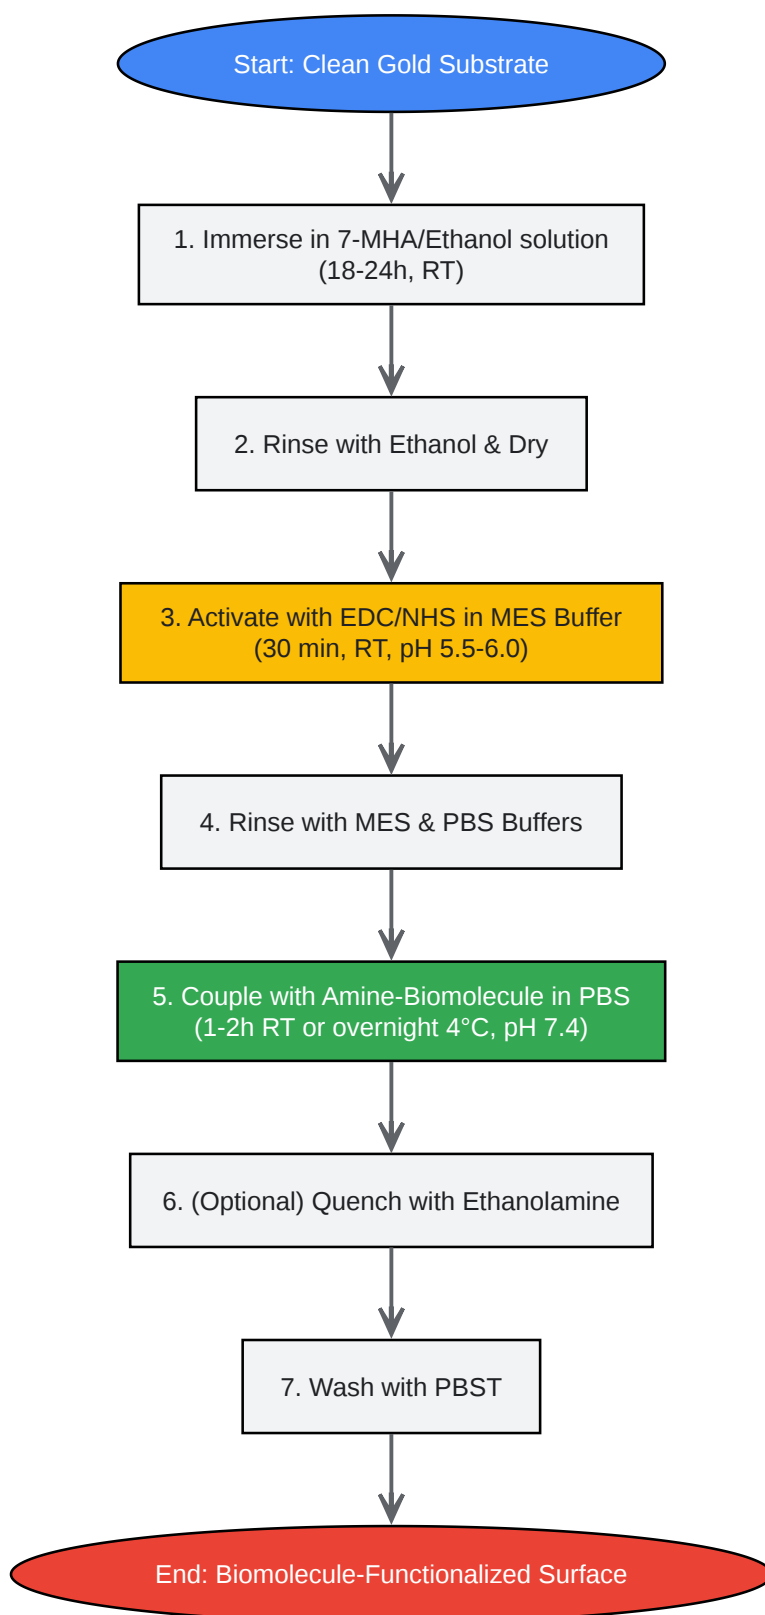 Start: Clean Gold Substrate
1. Immerse in 7-MHA/Ethanol solution
(18-24h, RT)
2. Rinse with Ethanol & Dry
3. Activate with EDC/NHS in MES Buffer
(30 min, RT, pH 5.5-6.0)
4. Rinse with MES & PBS Buffers
5. Couple with Amine-Biomolecule in PBS
(1-2h RT or overnight 4°C, pH 7.4)
6. (Optional) Quench with Ethanolamine
7. Wash with PBST
End: Biomolecule-Functionalized Surface